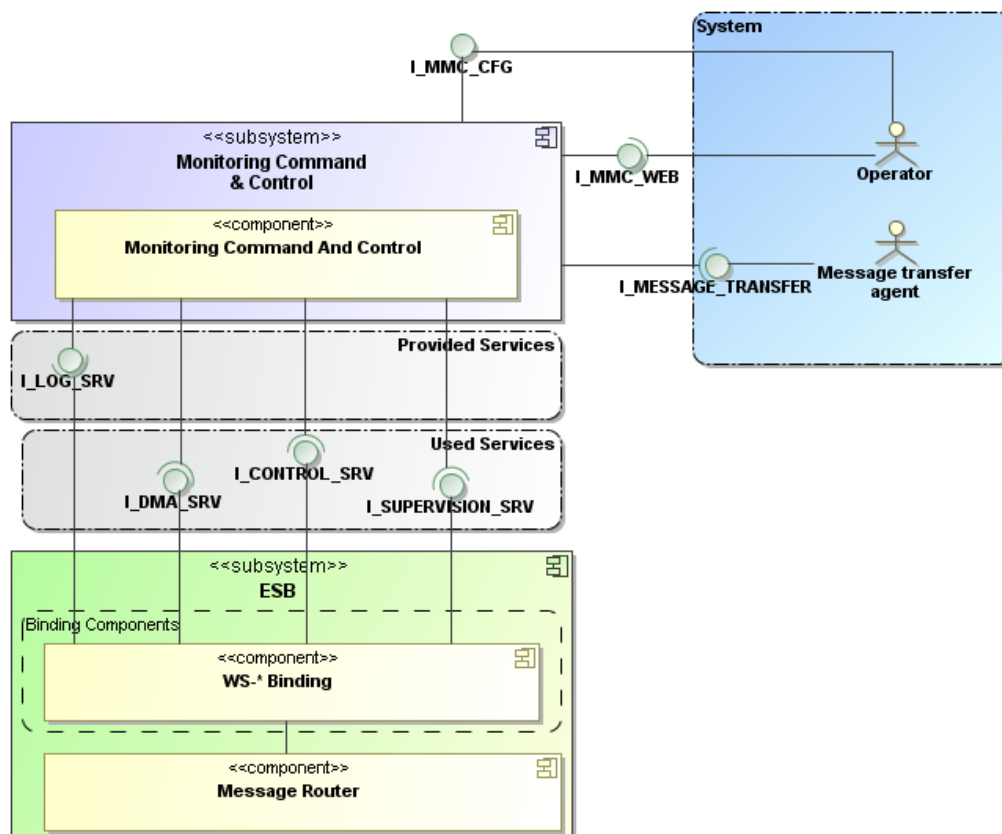 System
I_MMC_CFG
<<subsystem>>
Monitoring Command
& Control
I_MMC_WEB
Operator
<<component>>
Monitoring Command And Control
I_MESSAGE_TRANSFER
Message transfer
agent
Provided Services
I_LOG_SRV
Used Services
I_DMA_SRV
I_CONTROL_SRV
I_SUPERVISION_SRV
<<subsystem>>
ESB
Binding Components
<<component>>
WS-* Binding
<<component>>
Message Router